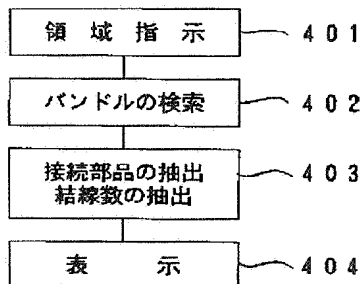 領 域 指 示 401
バンドルの検索 402
接続部品の抽出 403
結線数の抽出
表 示 404